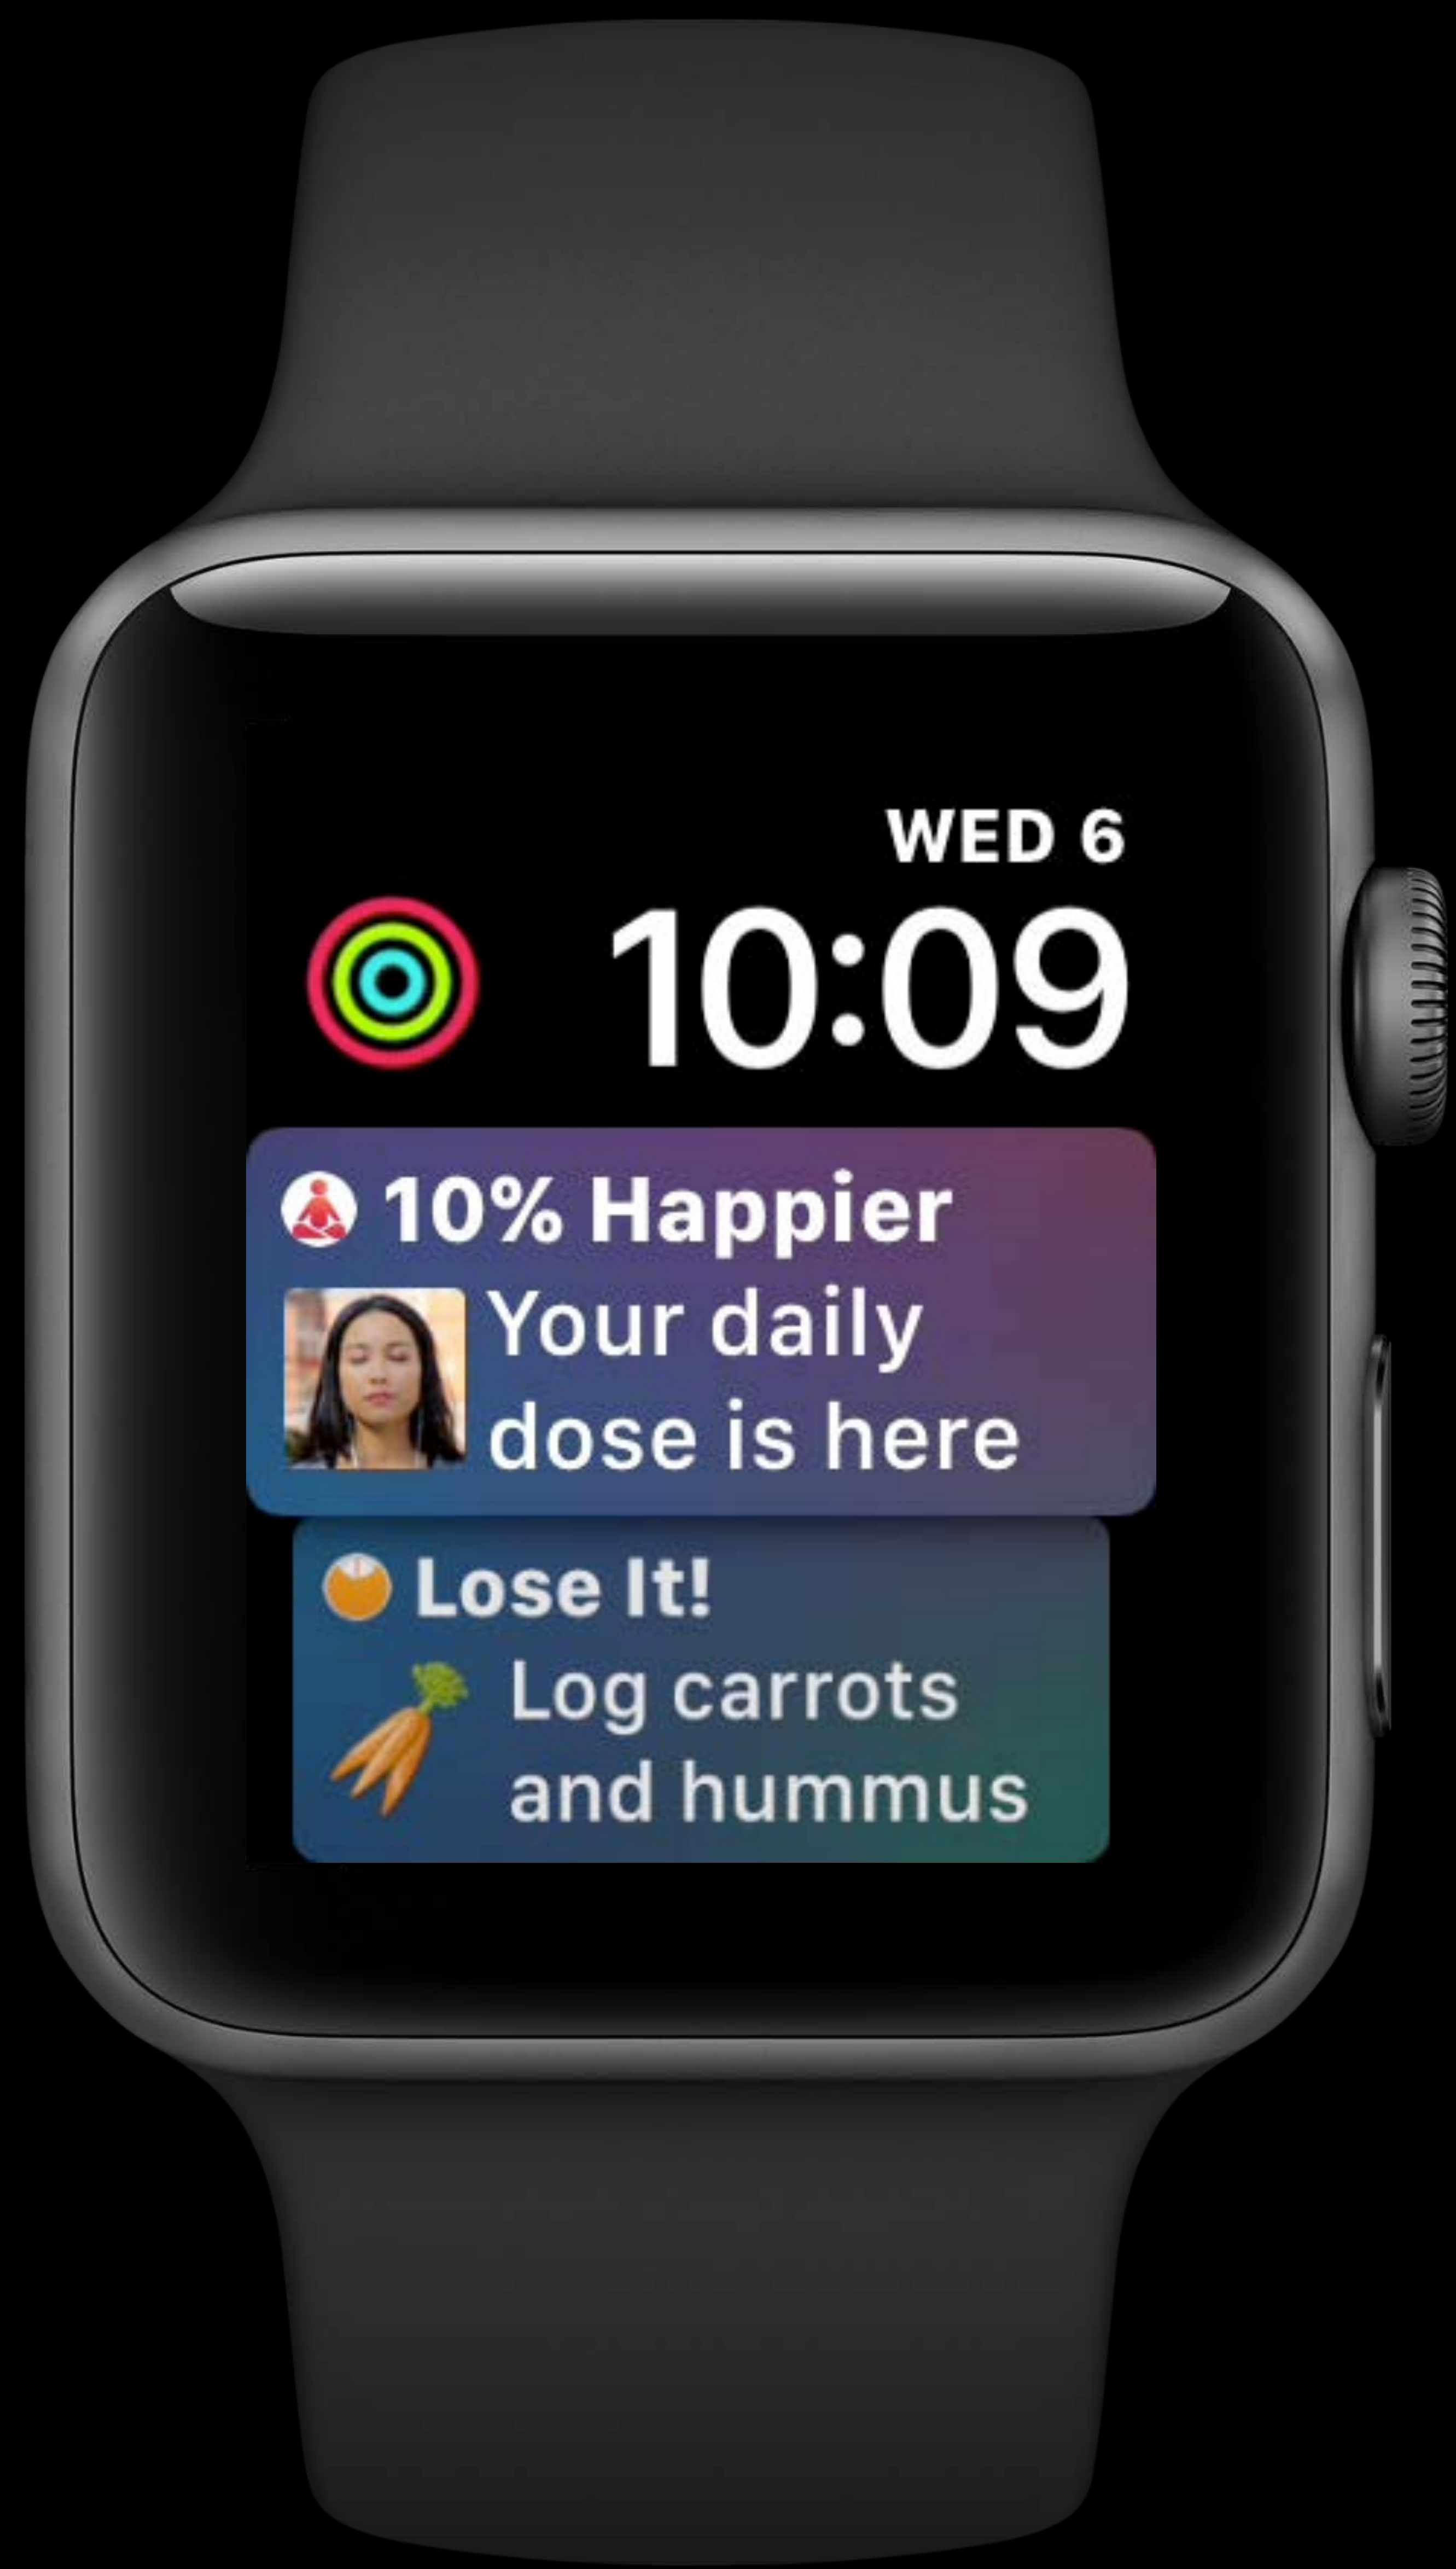 WED 6
10:09
10% Happier
Your daily
dose is here
Lose It!
Log carrots
and hummus